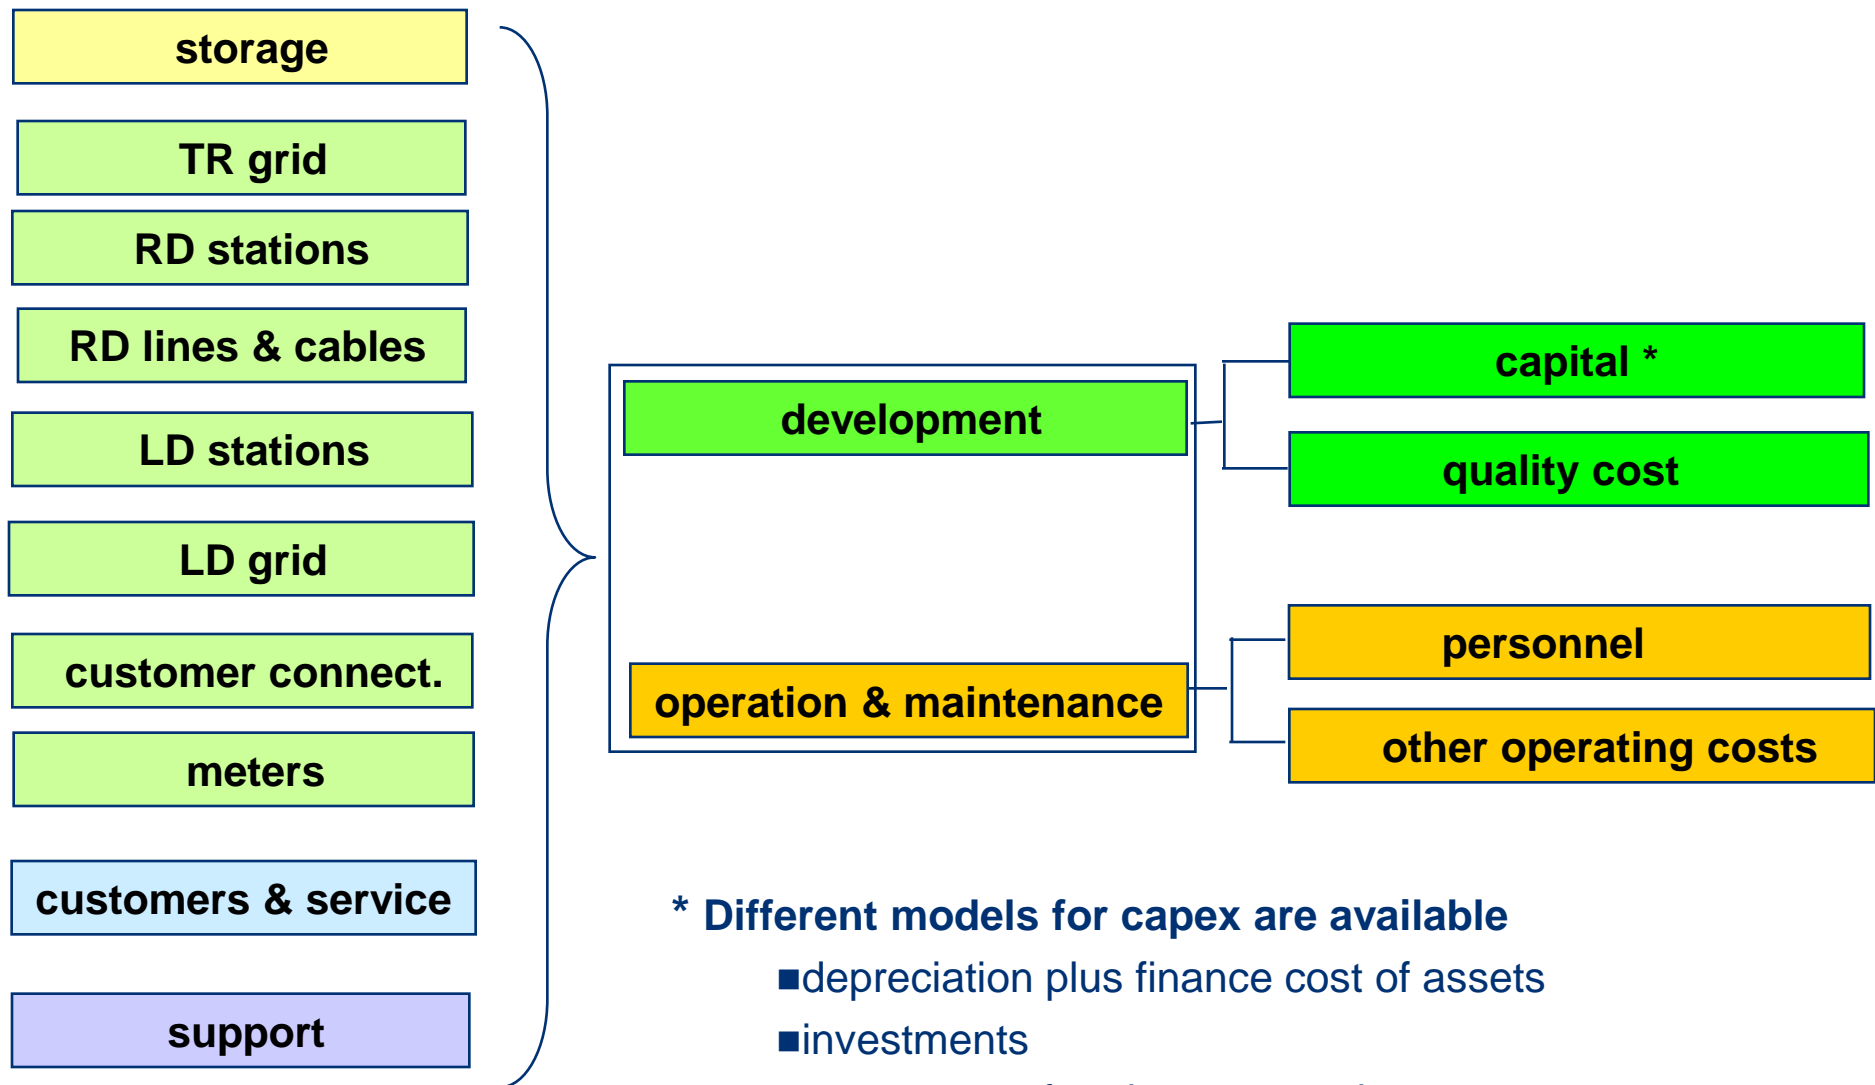 storage
TR grid
RD stations
RD lines & cables
LD stations
LD grid
customer connect.
meters
customers & service
support
development
operation & maintenance
capital *
quality cost
personnel
other operating costs
* Different models for capex are available
■depreciation plus finance cost of assets
■investments